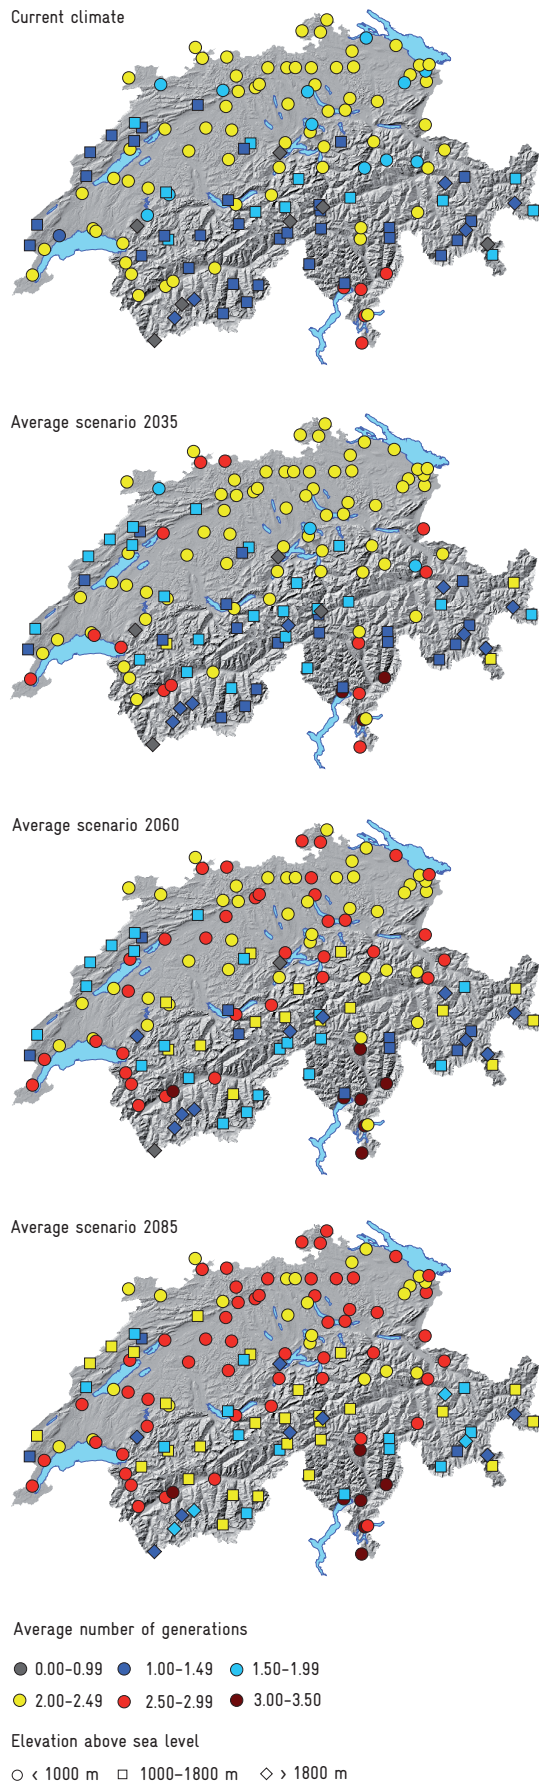 Current climate
Average scenario 2035
Average scenario 2060
Average scenario 2085
Average number of generations
0.00–0.99 1.00–1.49 1.50–1.99
2.00–2.49 2.50–2.99 3.00–3.50
Elevation above sea level
< 1000 m 1000–1800 m > 1800 m